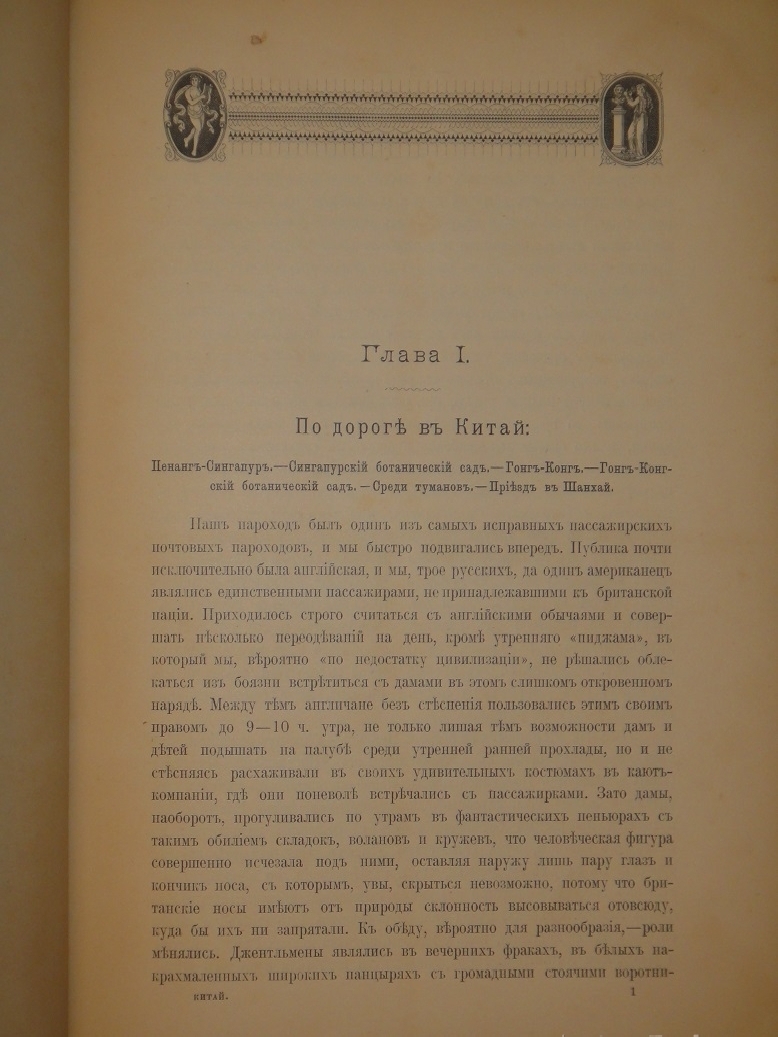 Глава I.
По дорогѣ въ Китай:
Пенангъ-Сингапуръ.—Сингапурскій ботаническій садъ.—Гонгъ-Конгъ.—Гонгъ-Конг-
скій ботаническій садъ.—Среди тумановъ.—Пріѣздъ въ Шанхай.
Нашъ пароходъ былъ одинъ изъ самыхъ исправныхъ пассажирскихъ
почтовыхъ пароходовъ, и мы быстро подвигались впередъ. Публика почти
исключительно была англійская, и мы, трое русскихъ, да одинъ американецъ
являлись единственными пассажирами, не принадлежавшими къ британской
націи. Приходилось строго считаться съ англійскими обычаями и совер-
шать нѣсколько переодѣваній на день, кромѣ утренняго «пиджама», въ
который мы, вѣроятно «по недостатку цивилизаціи», не рѣшались обле-
каться изъ боязни встрѣтиться съ дамами въ этомъ слишкомъ откровенномъ
нарядѣ. Между тѣмъ англичане безъ стѣсненія пользовались этимъ своимъ
правомъ до 9—10 ч. утра, не только лишая тѣмъ возможности дамъ и
дѣтей подышать на палубѣ среди утренней ранней прохлады, но и не
стѣсняясь расхаживали въ своихъ удивительныхъ костюмахъ въ каютъ-
компаніи, гдѣ они поневолѣ встрѣчались съ пассажирками. Зато дамы,
наоборотъ, прогуливались по утрамъ въ фантастическихъ пеньюрахъ съ
такимъ обиліемъ складокъ, волановъ и кружевъ, что человѣческая фигура
совершенно исчезала подъ ними, оставляя наружу лишь пару глазъ и
кончикъ носа, съ которымъ, увы, скрыться невозможно, потому что бри-
танскіе носы имѣютъ отъ природы склонность высовываться отовсюду,
куда бы ихъ ни запрятали. Къ обѣду, вѣроятно для разнообразія,—роли
мѣнялись. Джентльмены являлись въ вечернихъ фракахъ, въ бѣлыхъ на-
крахмаленныхъ широкихъ панцыряхъ съ громадными стоячими воротни-
КИТАЙ. 1